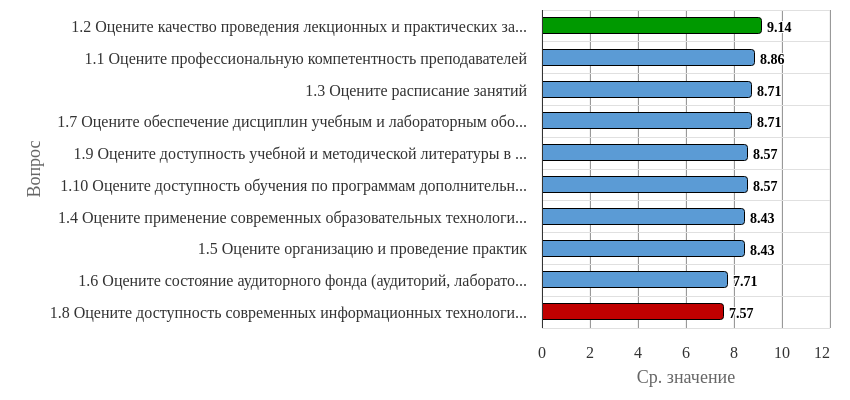 1.2 Оцените качество проведения лекционных и практических за... 9.14
1.1 Оцените профессиональную компетентность преподавателей 8.86
1.3 Оцените расписание занятий 8.71
1.7 Оцените обеспечение дисциплин учебным и лабораторным обо... 8.71
1.9 Оцените доступность учебной и методической литературы в ... 8.57
1.10 Оцените доступность обучения по программам дополнительн... 8.57
1.4 Оцените применение современных образовательных технологи... 8.43
1.5 Оцените организацию и проведение практик 8.43
1.6 Оцените состояние аудиторного фонда (аудиторий, лаборато... 7.71
1.8 Оцените доступность современных информационных технологи... 7.57
Вопрос
0 2 4 6 8 10 12
Ср. значение